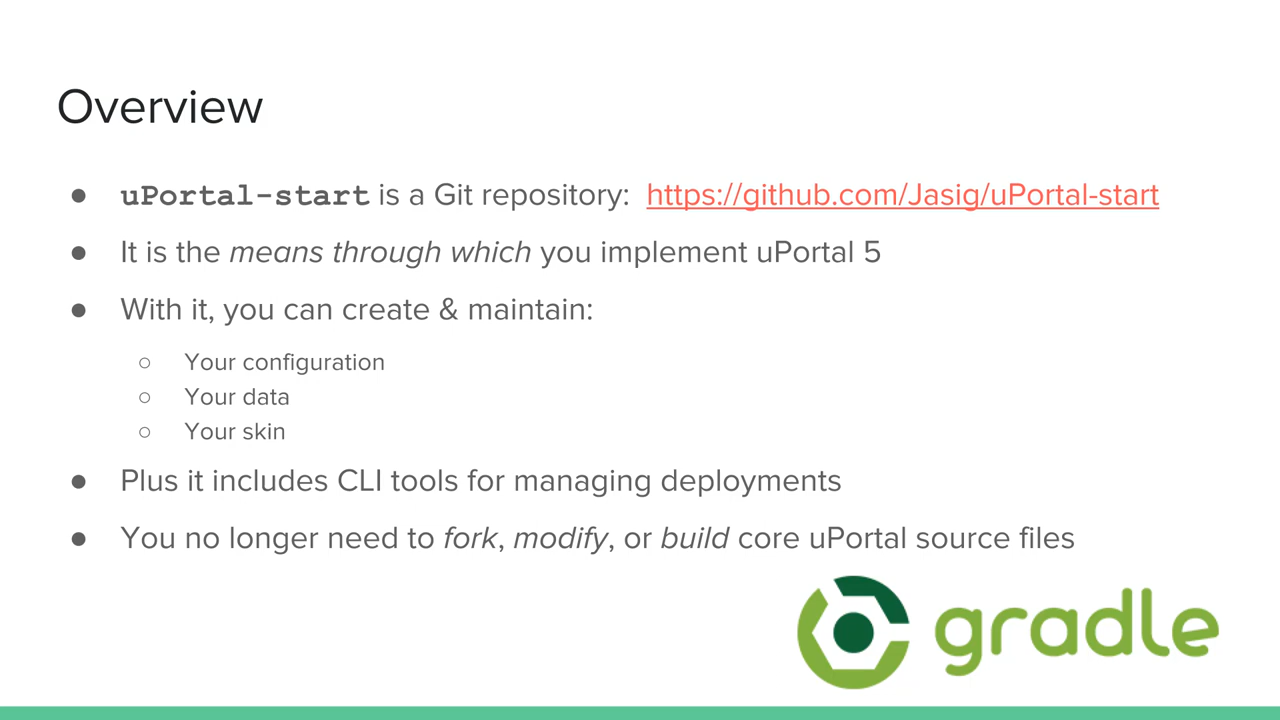 Overview
● uPortal-start is a Git repository: https://github.com/Jasig/uPortal-start
● It is the means through which you implement uPortal 5
● With it, you can create & maintain:
○ Your configuration
○ Your data
○ Your skin
● Plus it includes CLI tools for managing deployments
● You no longer need to fork, modify, or build core uPortal source files
gradle